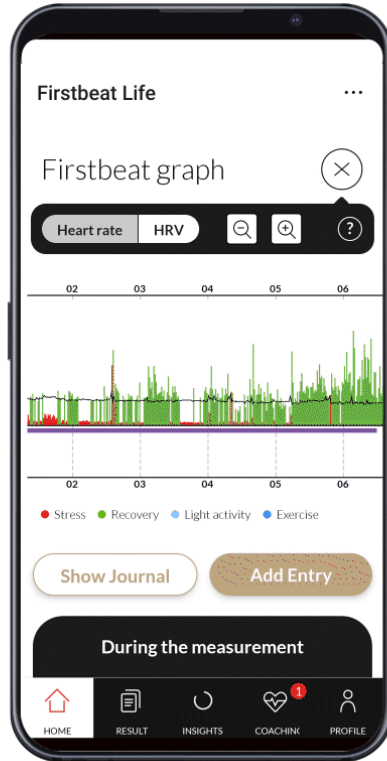 Firstbeat Life
Firstbeat graph
Heart rate HRV ?
02 03 04 05 06
02 03 04 05 06
Stress Recovery Light activity Exercise
Show Journal Add Entry
During the measurement
1
HOME RESULT INSIGHTS COACHINC PROFILE